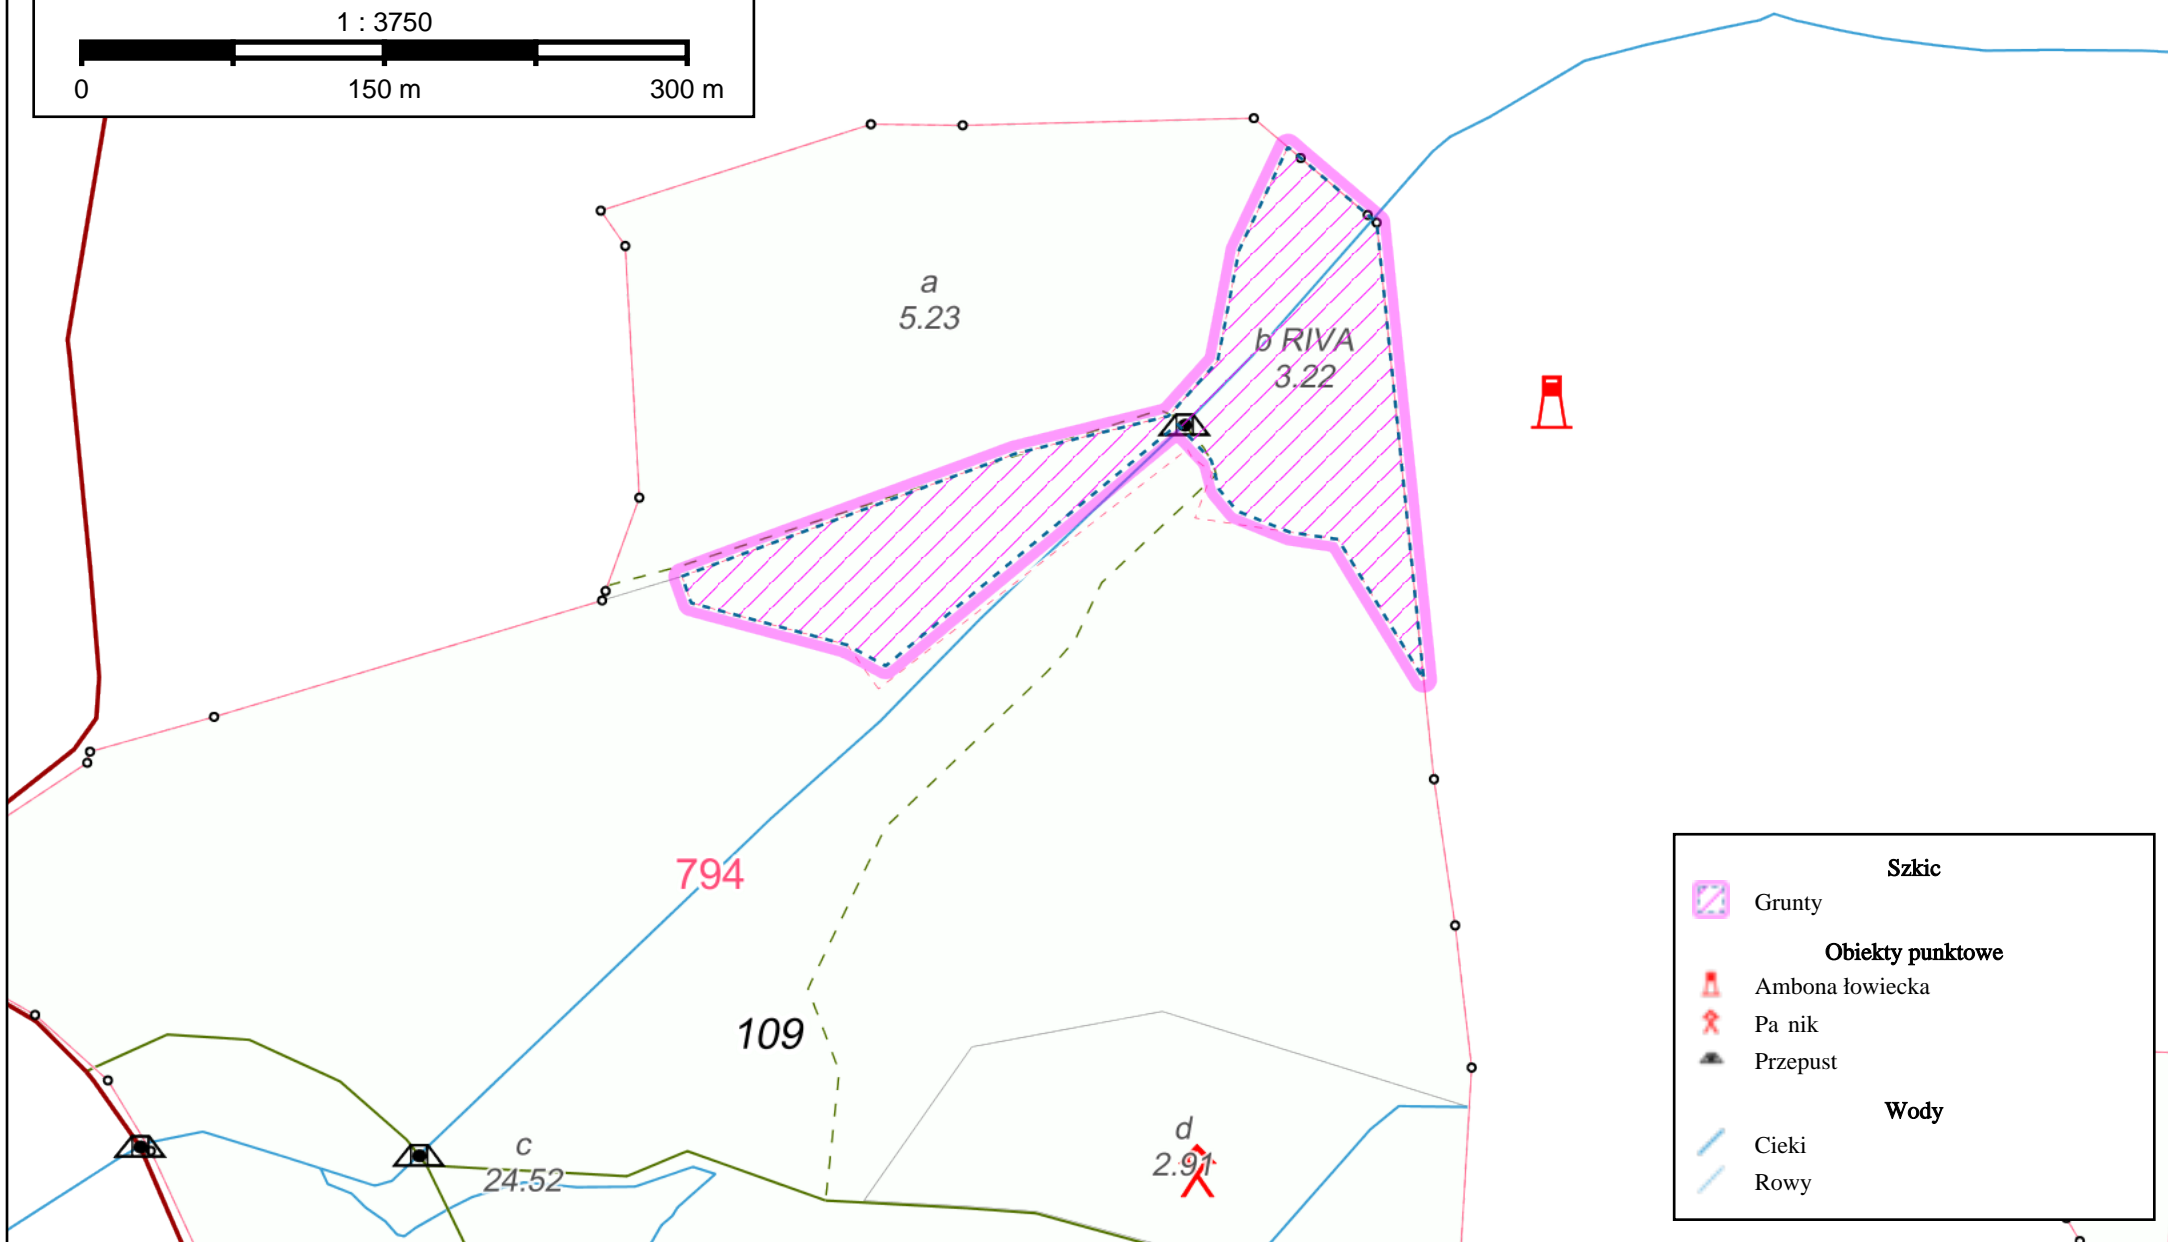 1 : 3750
0 150 m 300 m
a
5.23
b RIVA
3.22
794
109
c
24.52
d
2.91
Szkic
Grunty
Obiekty punktowe
Ambona łowiecka
Pa nik
Przepust
Wody
Cieki
Rowy